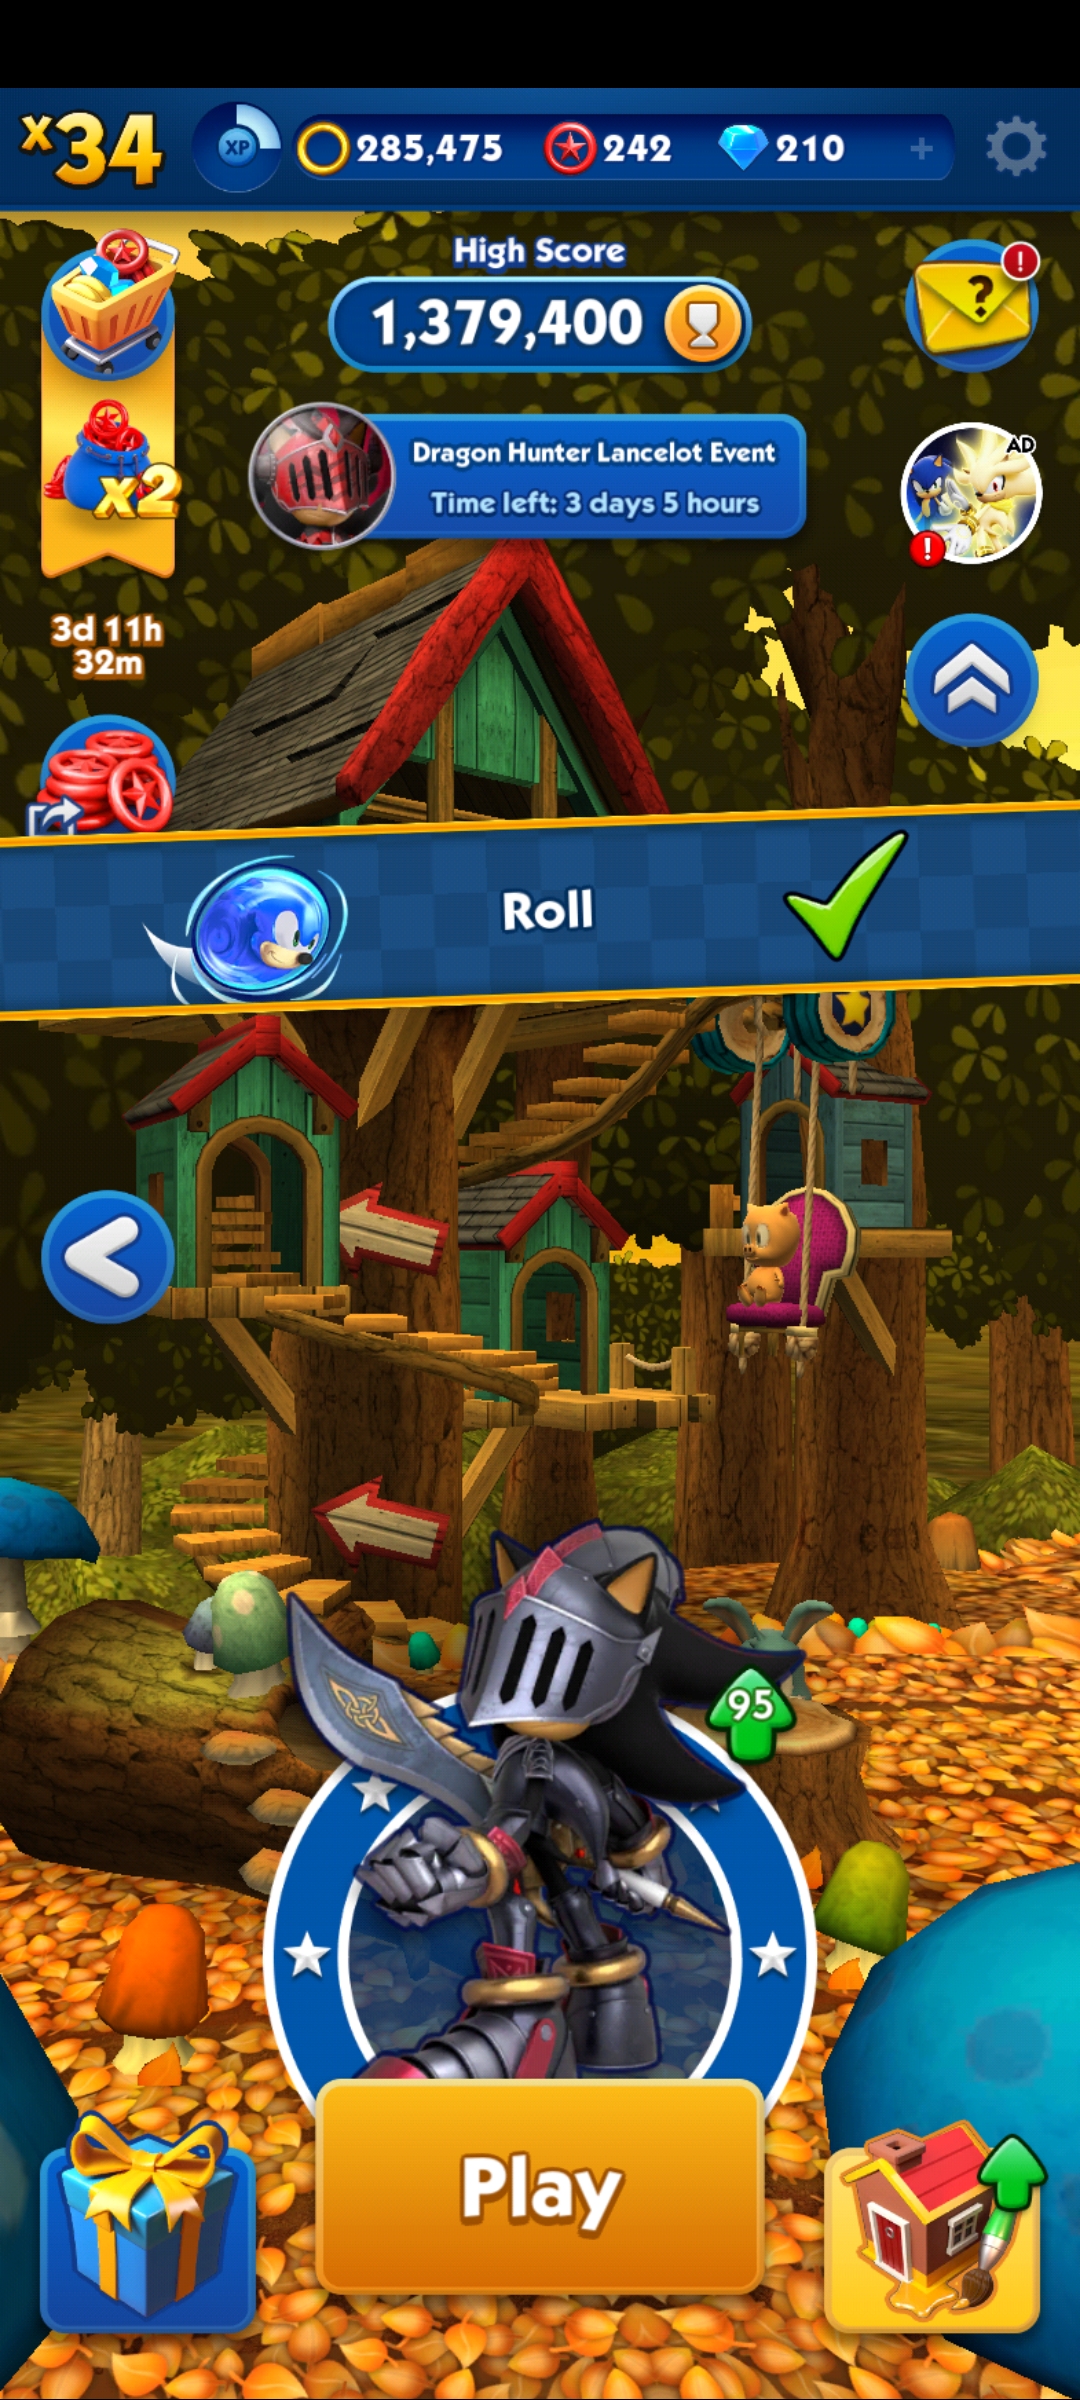 x34
XP
285,475
242
210
+
High Score
1,379,400
?
!
Dragon Hunter Lancelot Event
Time left: 3 days 5 hours
AD
!
x2
3d 11h
32m
Roll
95
Play